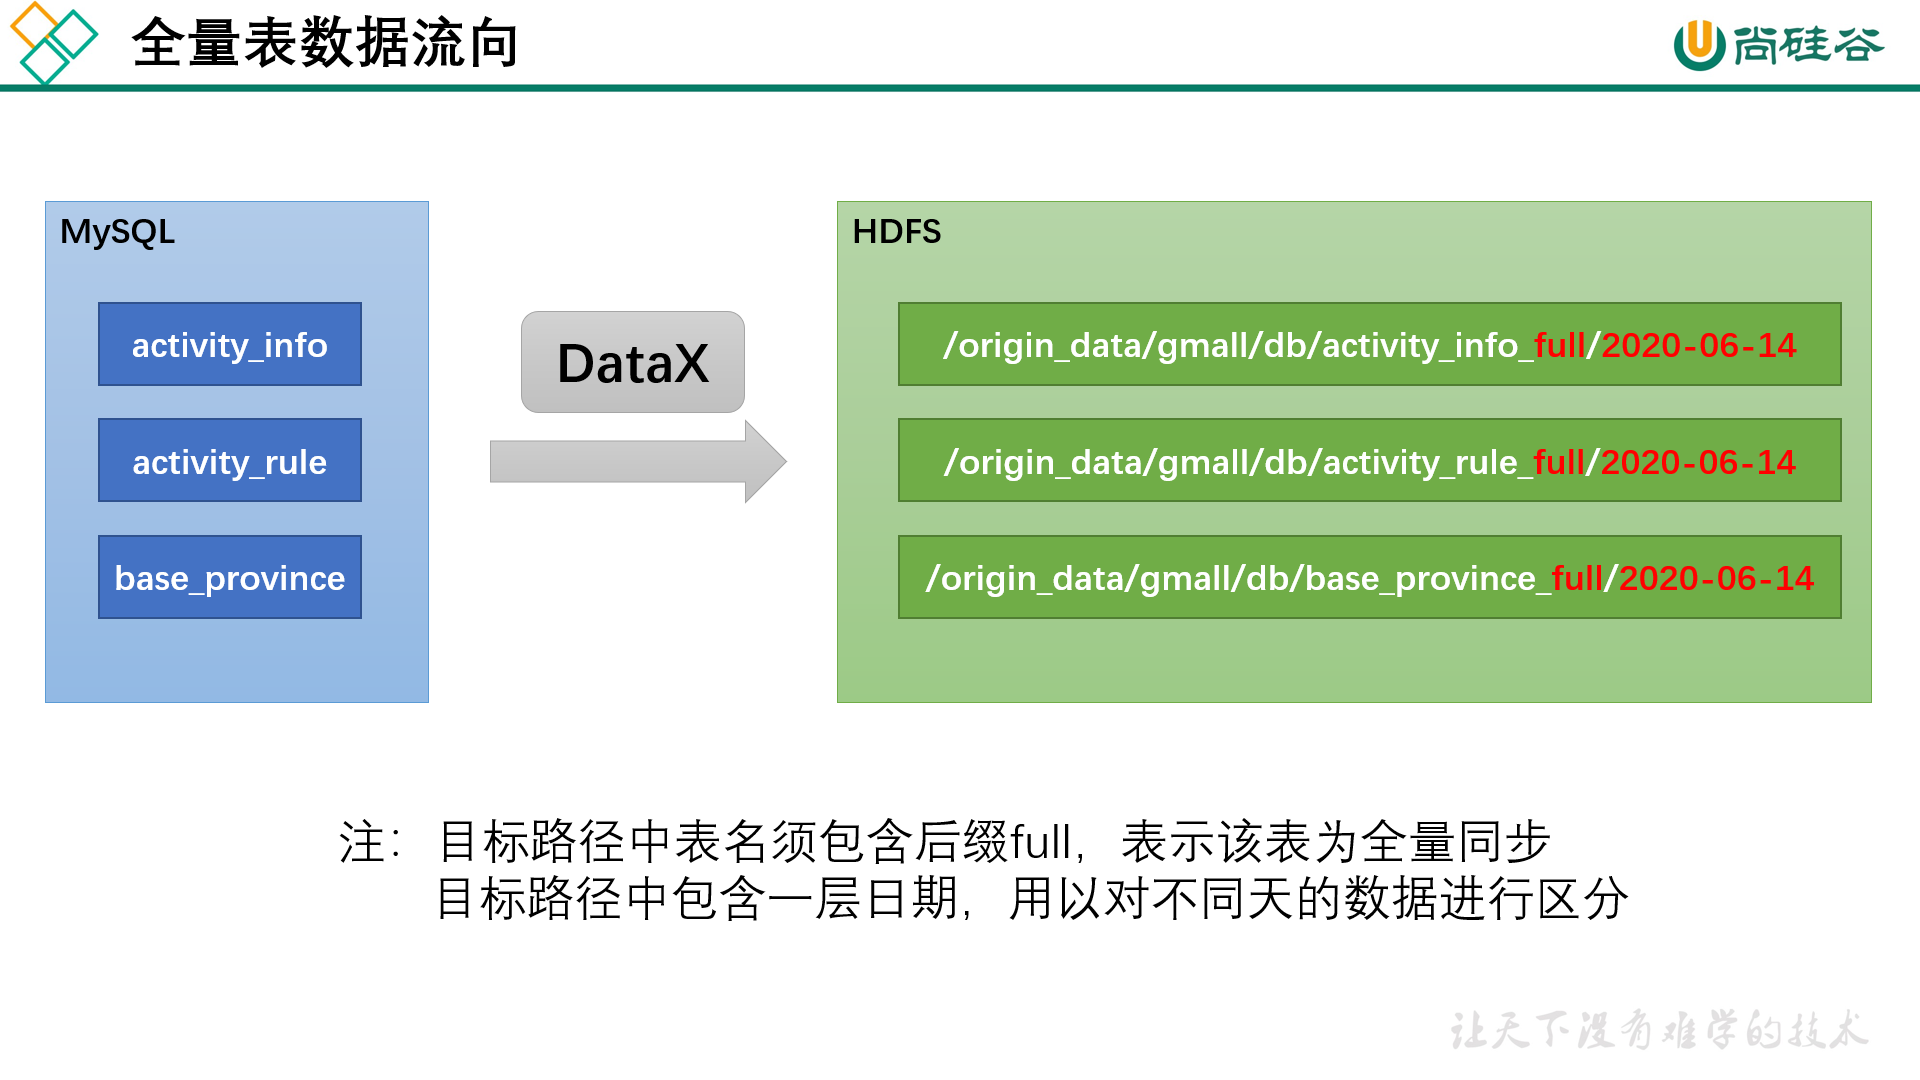 全量表数据流向
尚硅谷
MySQL
activity_info
activity_rule
base_province
DataX
HDFS
/origin_data/gmall/db/activity_info_full/2020-06-14
/origin_data/gmall/db/activity_rule_full/2020-06-14
/origin_data/gmall/db/base_province_full/2020-06-14
注：目标路径中表名须包含后缀full，表示该表为全量同步
目标路径中包含一层日期，用以对不同天的数据进行区分
让天下没有难学的技术